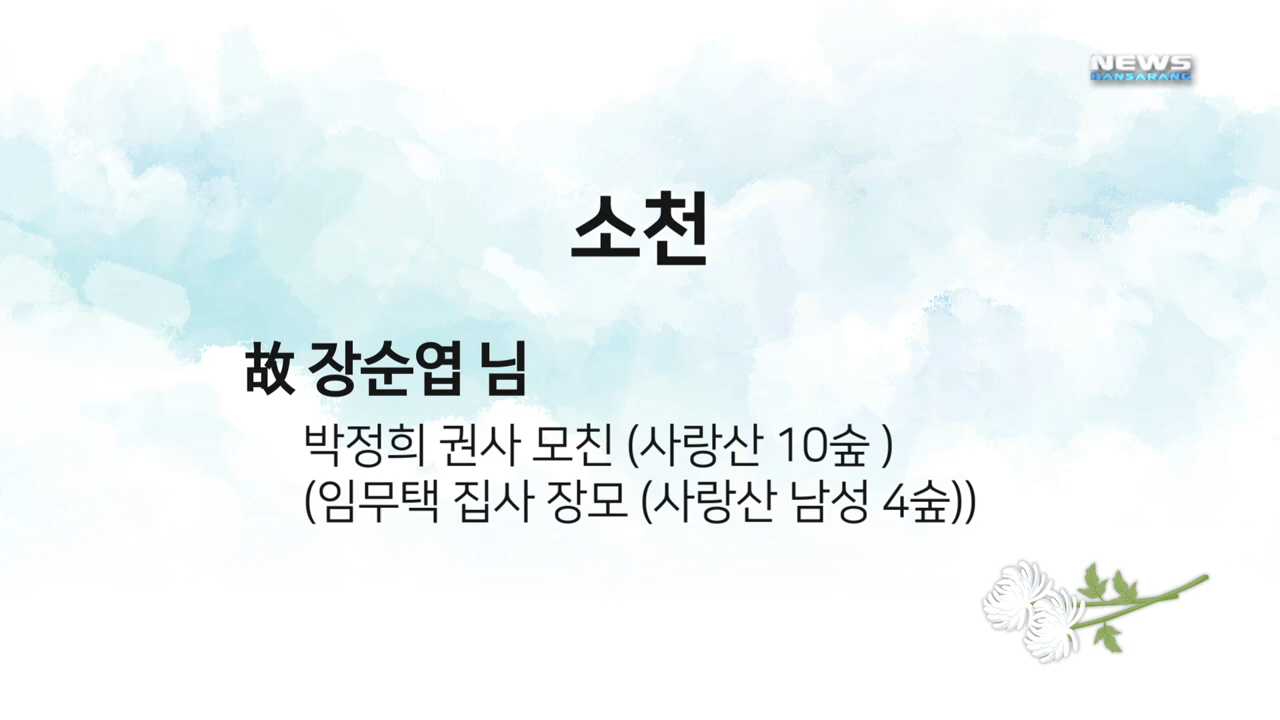 NEWS
HANSARANG
소천
故 장순엽 님
박정희 권사 모친 (사랑산 10숲 )
(임무택 집사 장모 (사랑산 남성 4숲))